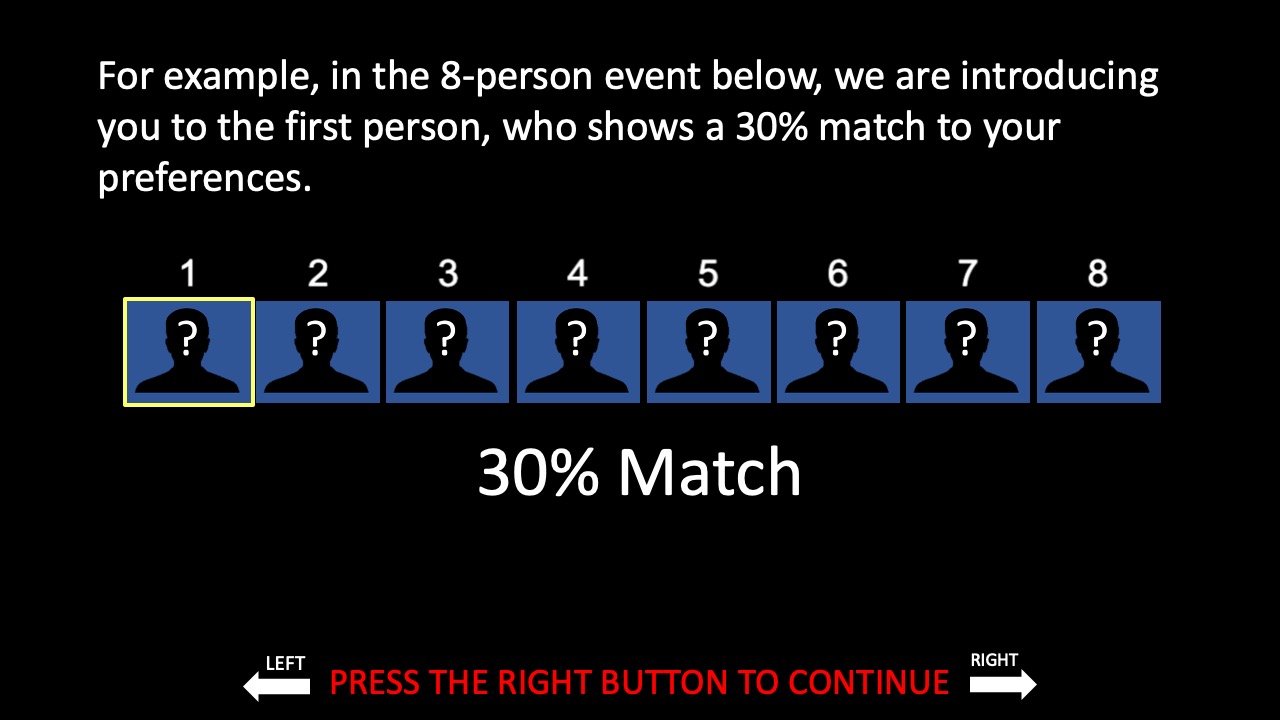 For example, in the 8-person event below, we are introducing
you to the first person, who shows a 30% match to your
preferences.
1 2 3 4 5 6 7 8
? ? ? ? ? ? ? ?
30% Match
LEFT PRESS THE RIGHT BUTTON TO CONTINUE RIGHT